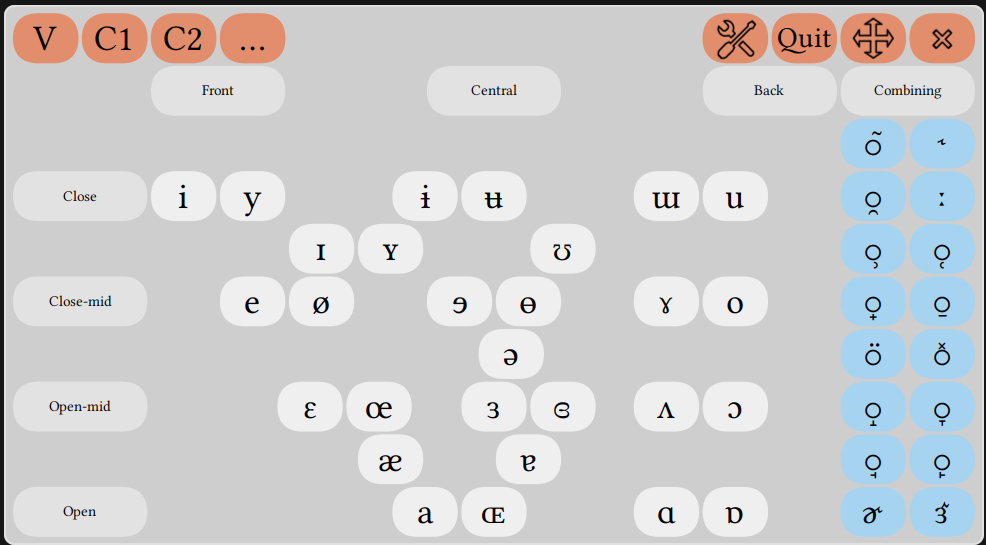 V C1 C2 ... Quit
Front Central Back Combining
õ ˞
Close i y ɨ ʉ ɯ u o̯ ː
ɪ ʏ ʊ o̹ o̜
Close-mid e ø ɘ ɵ ɤ o o̟ o̠
ə ö o̽
Open-mid ɛ œ ɜ ɞ ʌ ɔ o̝ o̞
æ ɐ o̘ o̙
Open a ɶ ɑ ɒ ɚ ɝ